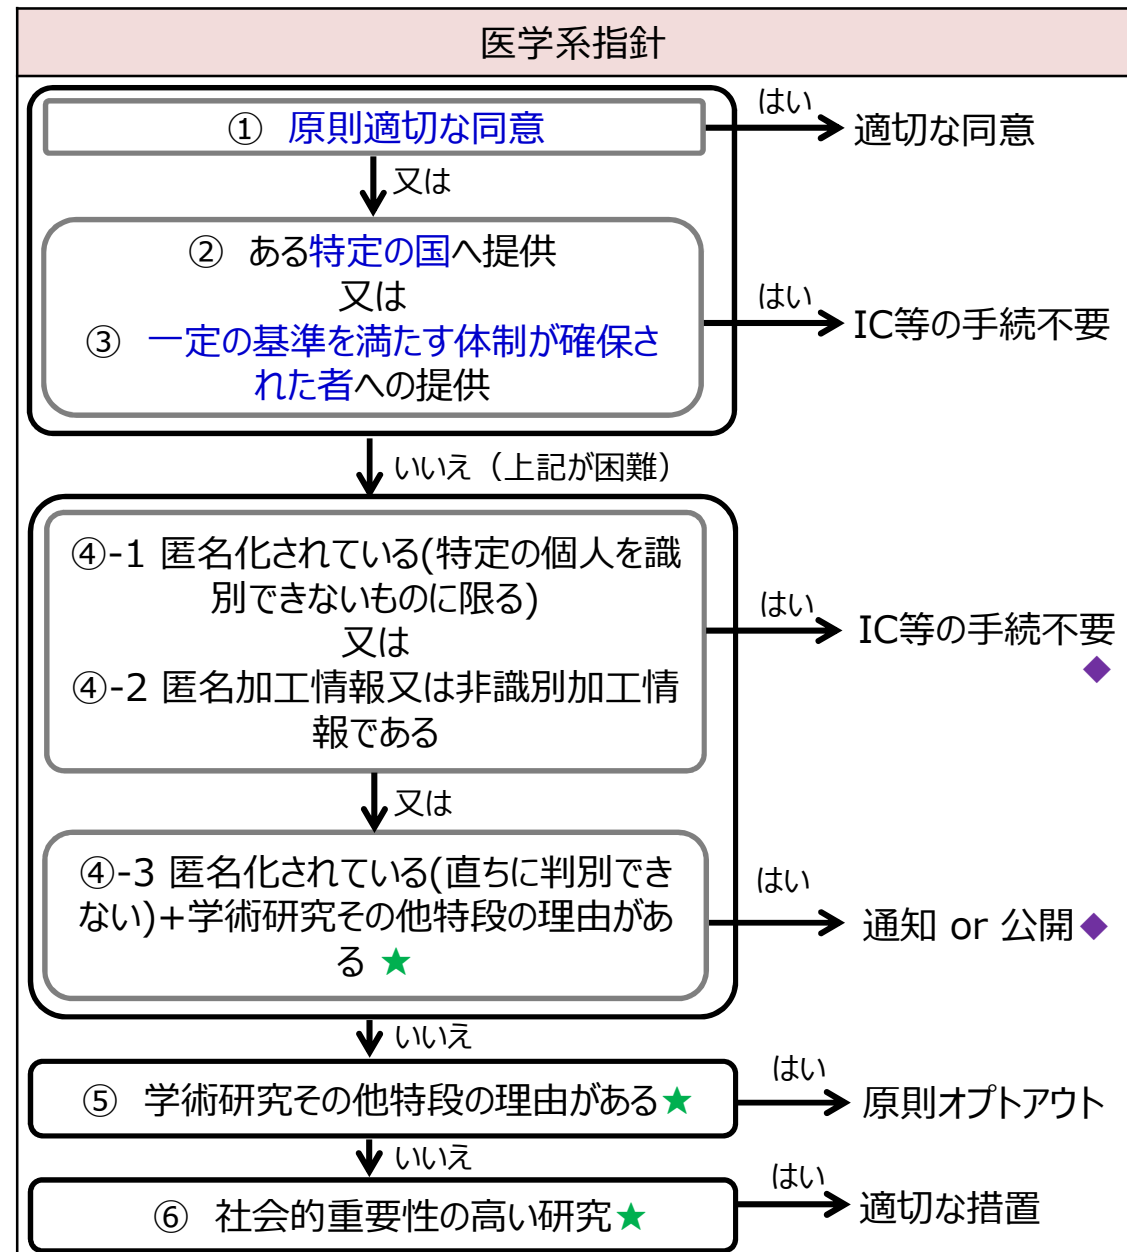 医学系指針
① 原則適切な同意
はい
適切な同意
又は
② ある特定の国へ提供
又は
③ 一定の基準を満たす体制が確保さ
れた者への提供
はい
IC等の手続不要
いいえ（上記が困難）
④-1 匿名化されている(特定の個人を識
別できないものに限る)
又は
④-2 匿名加工情報又は非識別加工情
報である
はい
IC等の手続不要
◆
又は
④-3 匿名化されている(直ちに判別でき
ない)+学術研究その他特段の理由があ
る ★
はい
通知 or 公開◆
いいえ
⑤ 学術研究その他特段の理由がある★
はい
原則オプトアウト
いいえ
⑥ 社会的重要性の高い研究★
はい
適切な措置